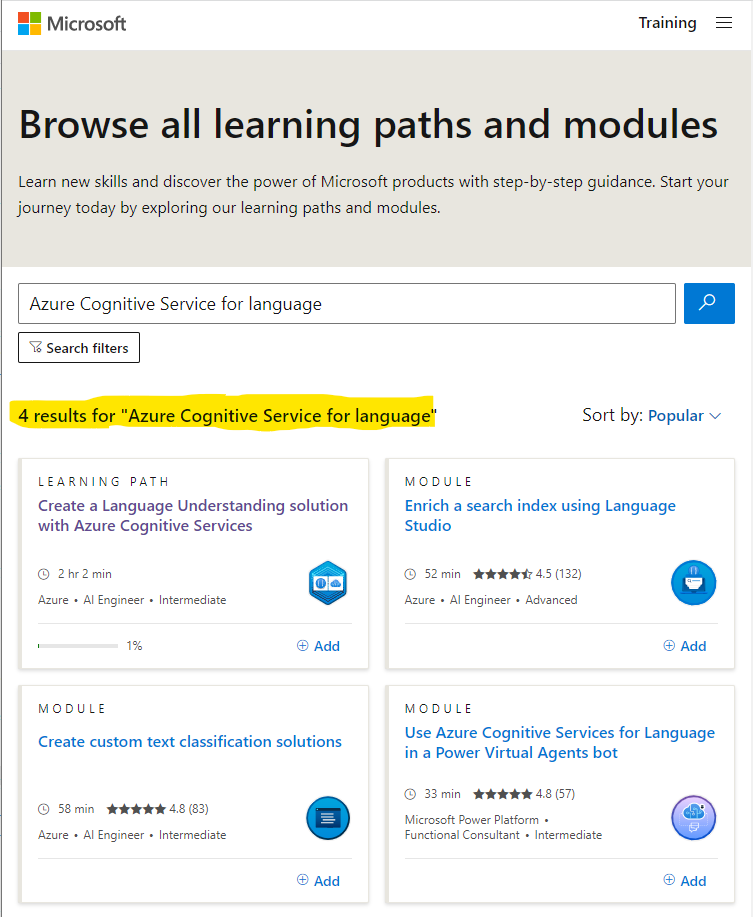 Microsoft
Training
Browse all learning paths and modules
Learn new skills and discover the power of Microsoft products with step-by-step guidance. Start your
journey today by exploring our learning paths and modules.
Azure Cognitive Service for language
Search filters
4 results for "Azure Cognitive Service for language"
Sort by: Popular
LEARNING PATH
Create a Language Understanding solution
with Azure Cognitive Services
2 hr 2 min
Azure • AI Engineer • Intermediate
1%
Add
MODULE
Enrich a search index using Language
Studio
52 min 4.5 (132)
Azure • AI Engineer • Advanced
Add
MODULE
Create custom text classification solutions
58 min 4.8 (83)
Azure • AI Engineer • Intermediate
Add
MODULE
Use Azure Cognitive Services for Language
in a Power Virtual Agents bot
33 min 4.8 (57)
Microsoft Power Platform •
Functional Consultant • Intermediate
Add